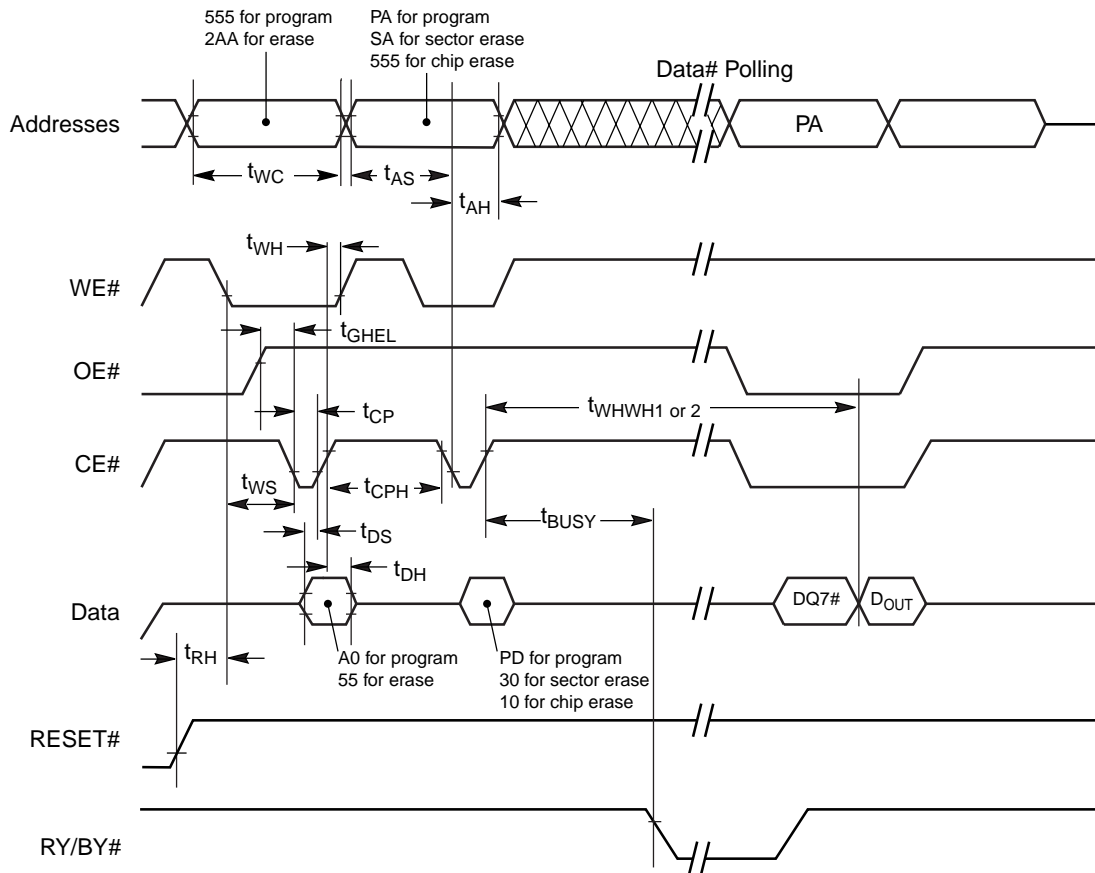 555 for program
2AA for erase
PA for program
SA for sector erase
555 for chip erase
Data# Polling
Addresses
PA
tWC
tAS
tAH
tWH
WE#
tGHEL
OE#
tWHWH1 or 2
tCP
CE#
tWS
tCPH
tBUSY
tDS
tDH
Data
DQ7#
DOUT
tRH
A0 for program
55 for erase
PD for program
30 for sector erase
10 for chip erase
RESET#
RY/BY#